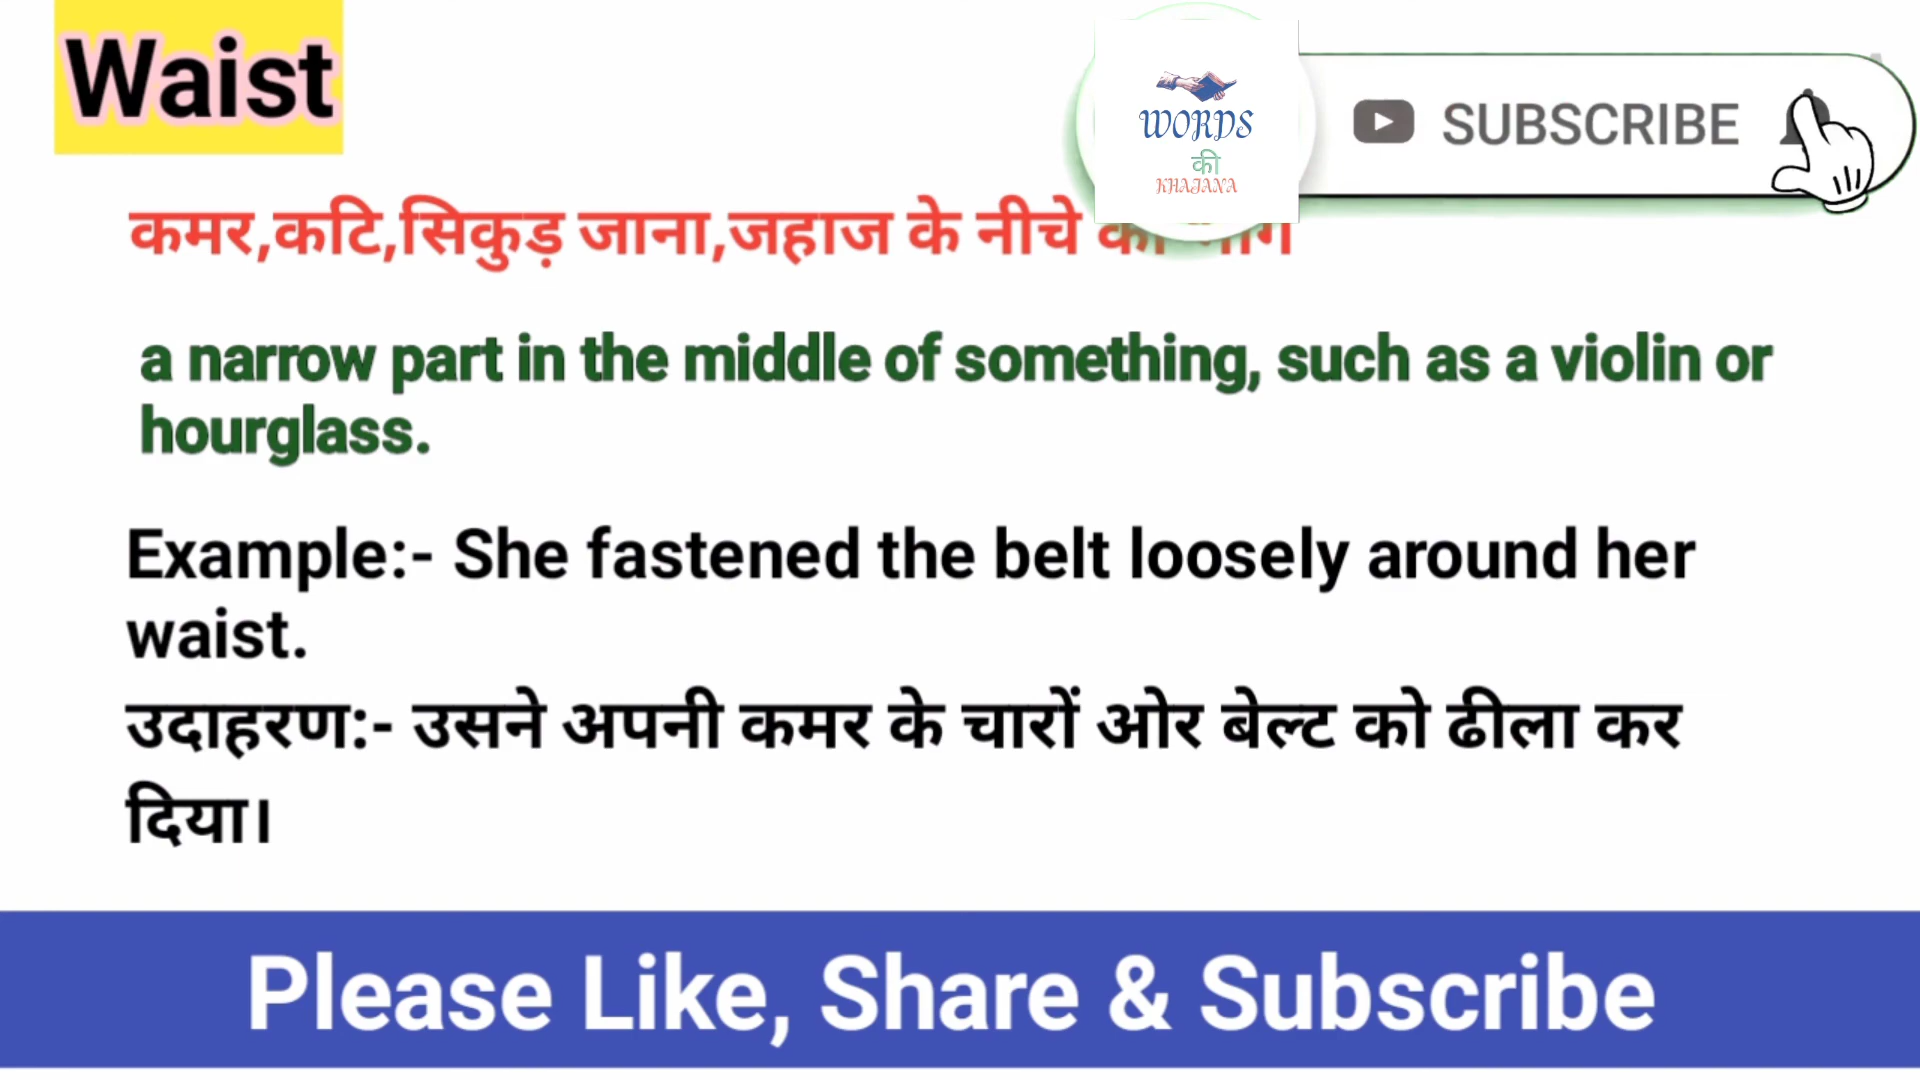 Waist
WORDS
की
KHAJANA
SUBSCRIBE
कमर,कटि,सिकुड़ जाना,जहाज के नीचे
a narrow part in the middle of something, such as a violin or
hourglass.
Example:- She fastened the belt loosely around her
waist.
उदाहरण:- उसने अपनी कमर के चारों ओर बेल्ट को ढीला कर
दिया।
Please Like, Share & Subscribe